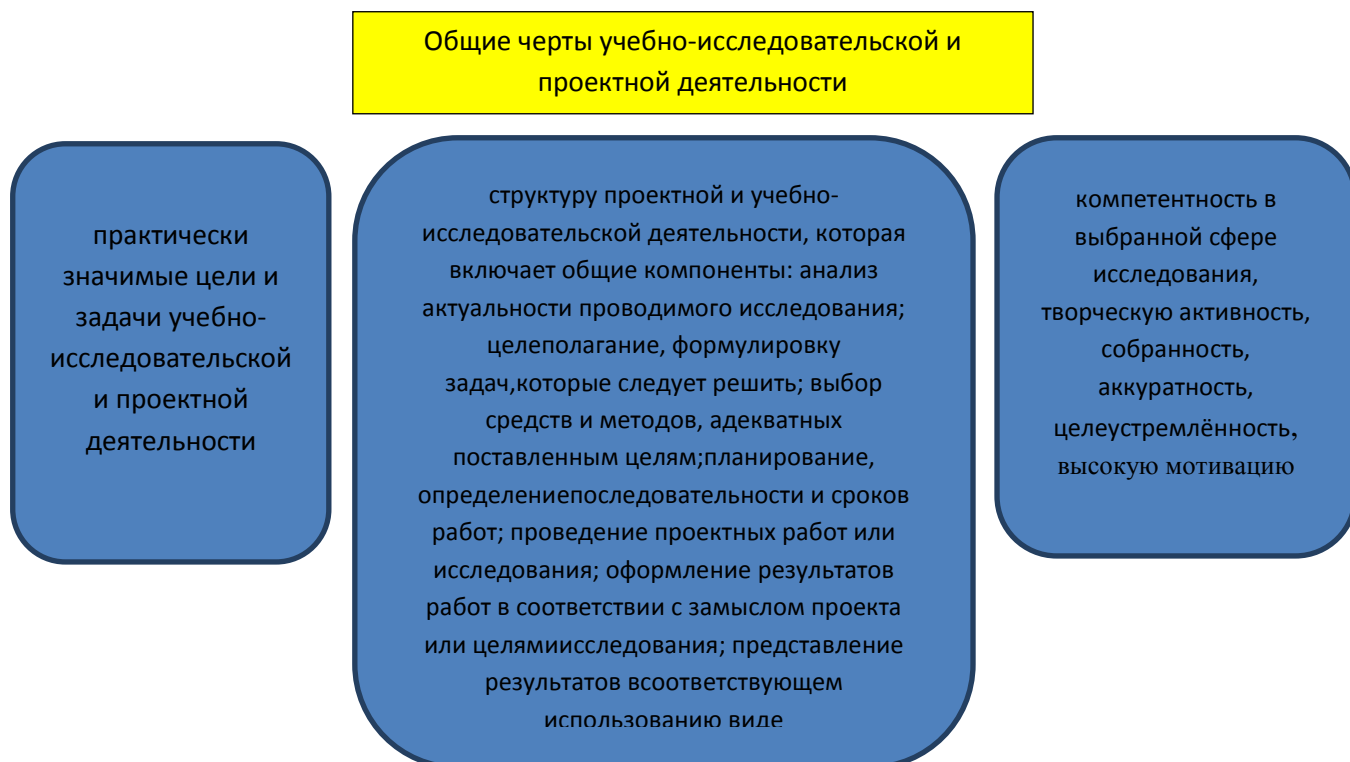 Общие черты учебно-исследовательской и
проектной деятельности
практически
значимые цели и
задачи учебно-
исследовательской
и проектной
деятельности
структуру проектной и учебно-
исследовательской деятельности, которая
включает общие компоненты: анализ
актуальности проводимого исследования;
целеполагание, формулировку
задач,которые следует решить; выбор
средств и методов, адекватных
поставленным целям;планирование,
определениепоследовательности и сроков
работ; проведение проектных работ или
исследования; оформление результатов
работ в соответствии с замыслом проекта
или целямиисследования; представление
результатов всоответствующем
использованию виде
компетентность в
выбранной сфере
исследования,
творческую активность,
собранность,
аккуратность,
целеустремлённость,
высокую мотивацию